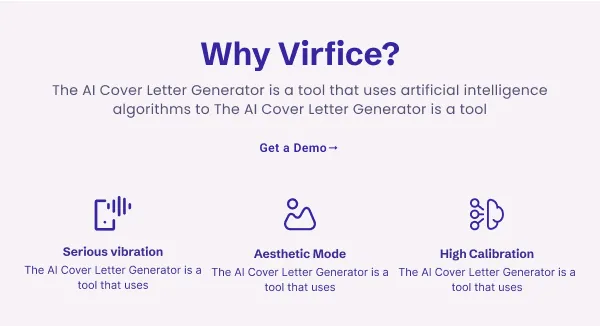 Why Virfice?
The AI Cover Letter Generator is a tool that uses artificial intelligence
algorithms to The AI Cover Letter Generator is a tool
Get a Demo→
Serious vibration
The AI Cover Letter Generator is a
tool that uses
Aesthetic Mode
The AI Cover Letter Generator is a
tool that uses
High Calibration
The AI Cover Letter Generator is a
tool that uses